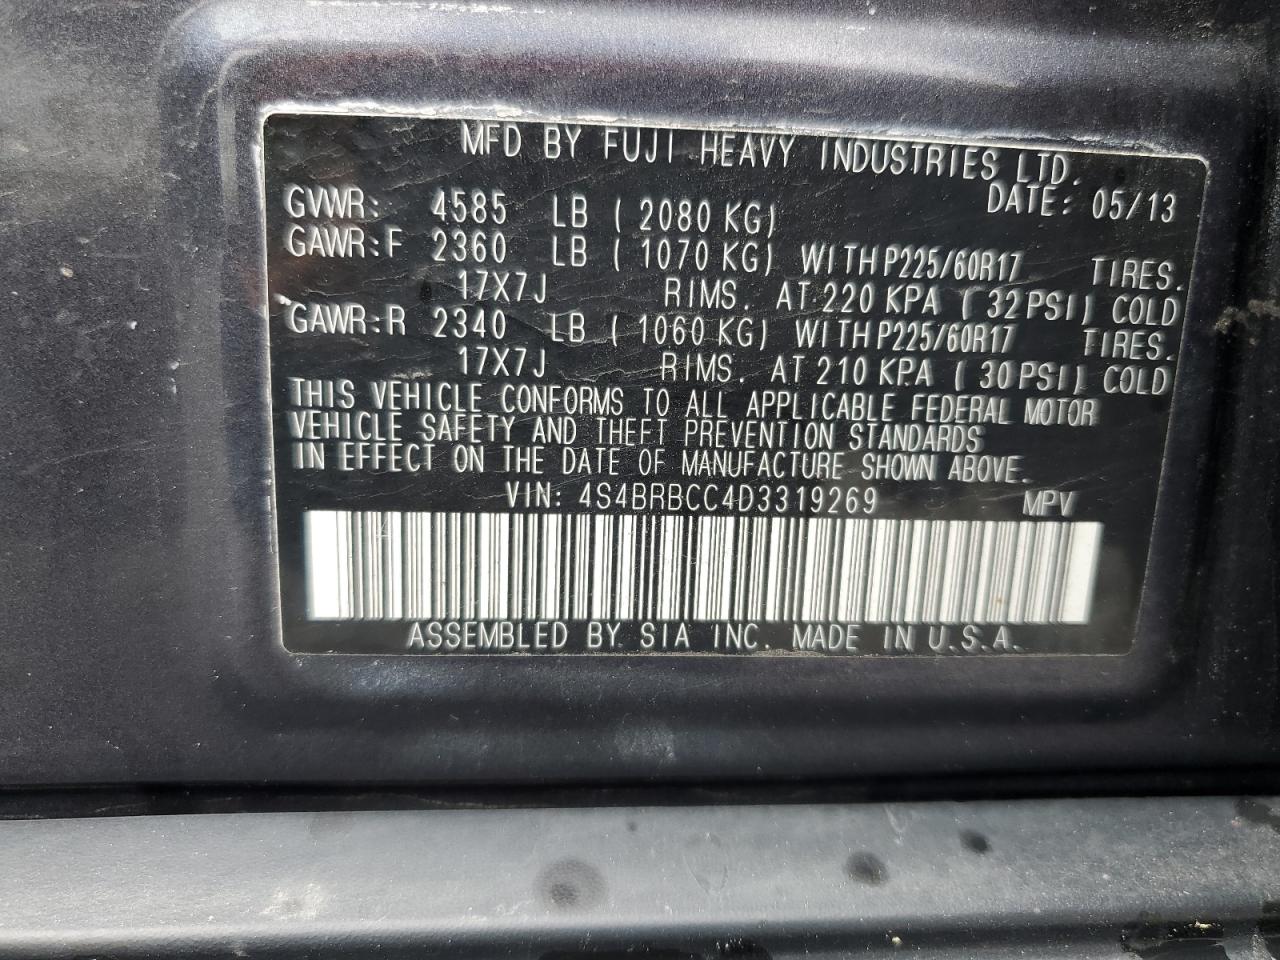 MFD BY FUJI HEAVY INDUSTRIES LTD.
DATE: 05/13
GVWR: 4585 LB (2080 KG)
GAWR:F 2360 LB (1070 KG) WITH P225/60R17 TIRES.
17X7J RIMS. AT 220 KPA (32PSI) COLD
GAWR:R 2340 LB (1060 KG) WITH P225/60R17 TIRES.
17X7J RIMS. AT 210 KPA (30PSI) COLD
THIS VEHICLE CONFORMS TO ALL APPLICABLE FEDERAL MOTOR
VEHICLE SAFETY AND THEFT PREVENTION STANDARDS
IN EFFECT ON THE DATE OF MANUFACTURE SHOWN ABOVE.
VIN: 4S4BRBCC4D3319269 MPV
ASSEMBLED BY SIA INC. MADE IN U.S.A.